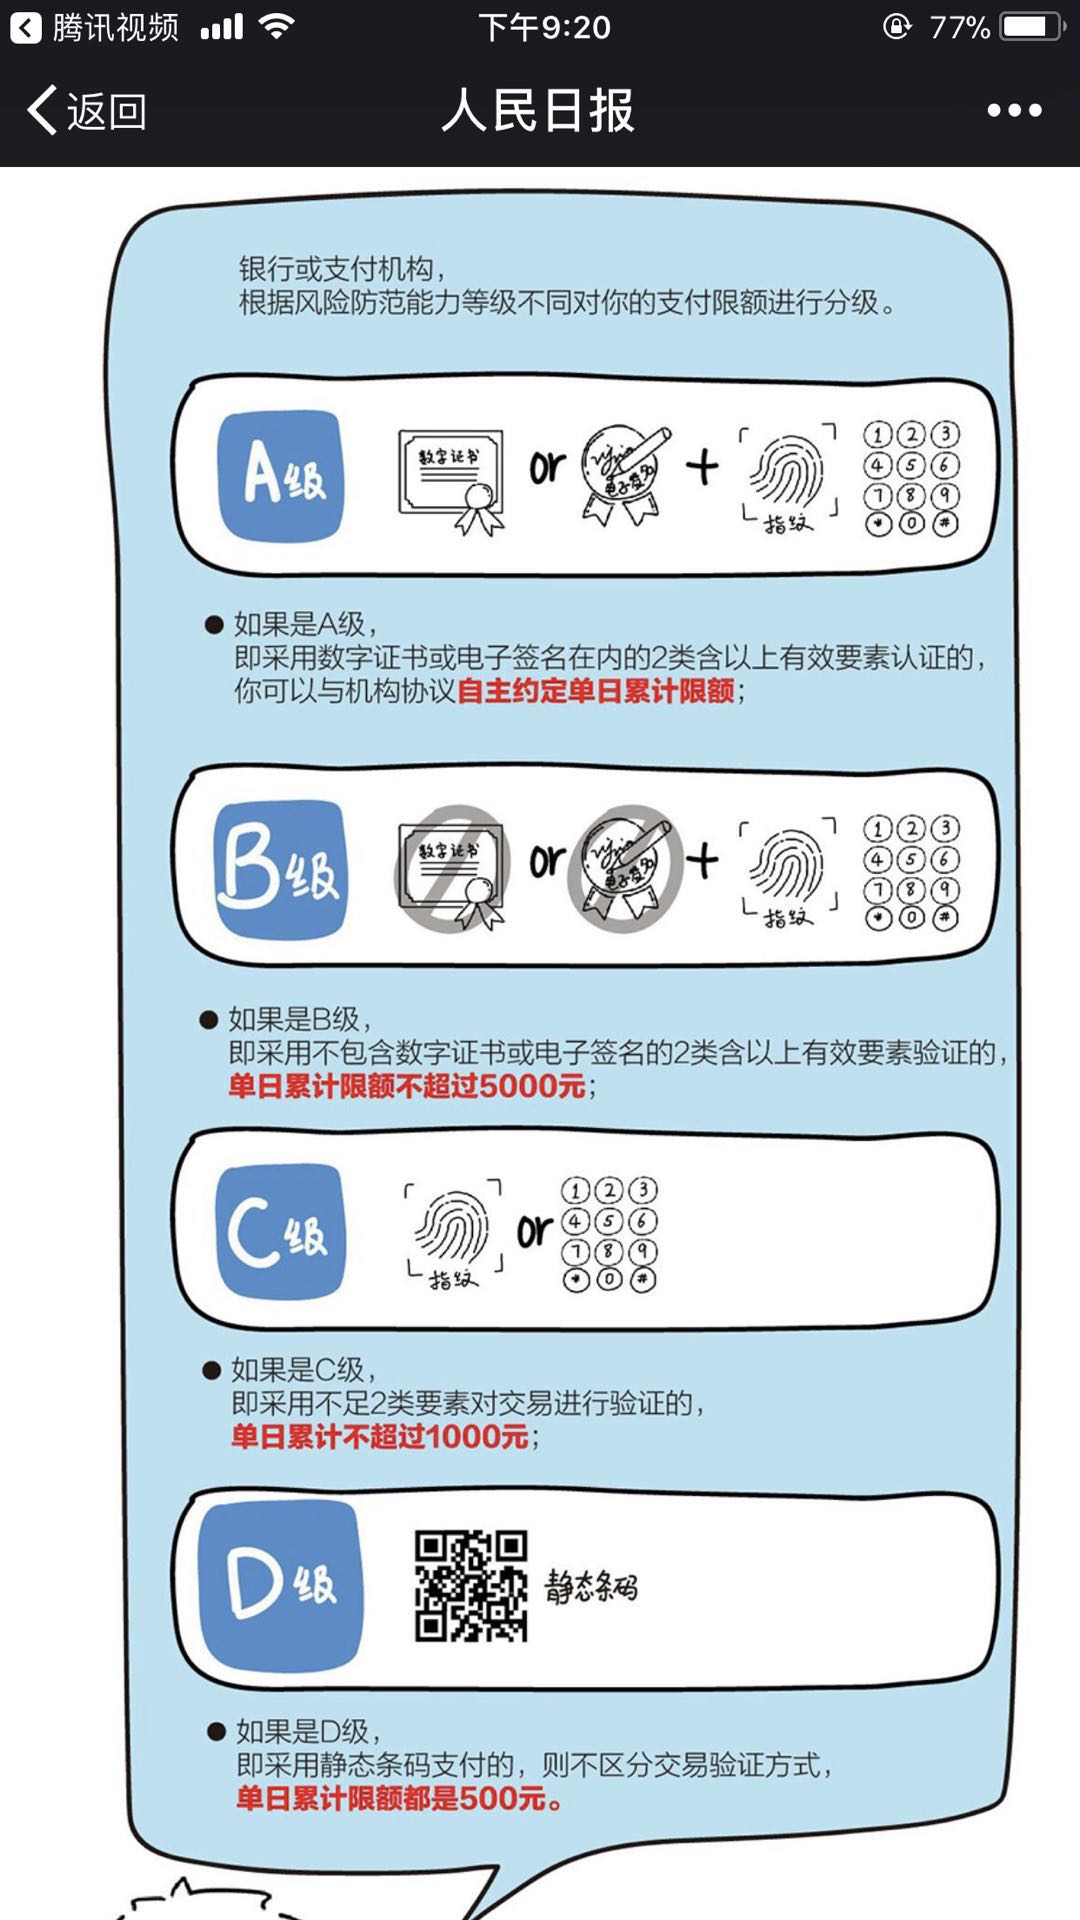 腾讯视频 下午9:20 77%
返回 人民日报
银行或支付机构，
根据风险防范能力等级不同对你的支付限额进行分级。
A级 数字证书 or 电子签名 + 指纹 1 2 3 4 5 6 7 8 9 * 0 #
如果是A级，
即采用数字证书或电子签名在内的2类含以上有效要素认证的，
你可以与机构协议自主约定单日累计限额；
B级 数字证书 or 电子签名 + 指纹 1 2 3 4 5 6 7 8 9 * 0 #
如果是B级，
即采用不包含数字证书或电子签名的2类含以上有效要素验证的，
单日累计限额不超过5000元；
C级 指纹 or 1 2 3 4 5 6 7 8 9 * 0 #
如果是C级，
即采用不足2类要素对交易进行验证的，
单日累计不超过1000元；
D级 静态条码
如果是D级，
即采用静态条码支付的，则不区分交易验证方式，
单日累计限额都是500元。